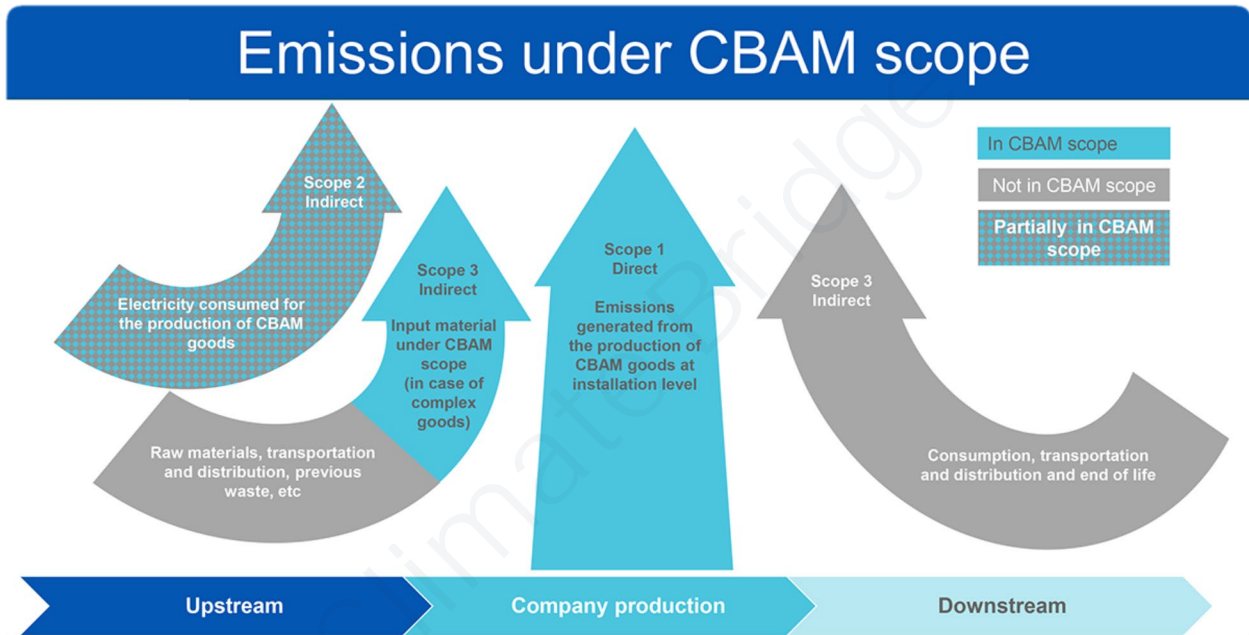 Emissions under CBAM scope
Scope 2
Indirect
Electricity consumed for
the production of CBAM
goods
Scope 3
Indirect
Input material
under CBAM
scope
(in case of
complex
goods)
Raw materials, transportation
and distribution, previous
waste, etc
Scope 1
Direct
Emissions
generated from
the production of
CBAM goods at
installation level
In CBAM scope
Not in CBAM scope
Partially in CBAM
scope
Scope 3
Indirect
Consumption, transportation
and distribution and end of life
Upstream
Company production
Downstream
Climate Bridge